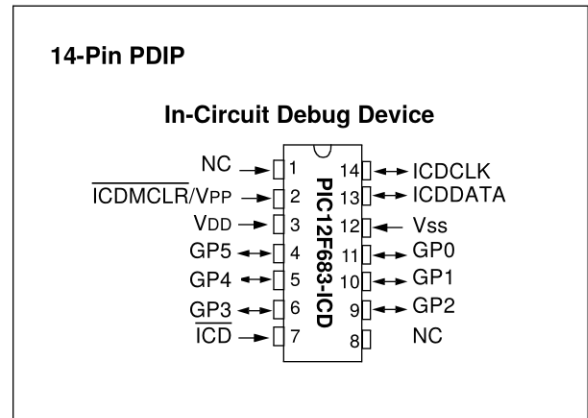 14-Pin PDIP
In-Circuit Debug Device
NC 1 14 ICDCLK
ICDMCLR/VPP 2 13 ICDDATA
VDD 3 12 Vss
GP5 4 11 GP0
GP4 5 10 GP1
GP3 6 9 GP2
ICD 7 8 NC
PIC12F683-ICD